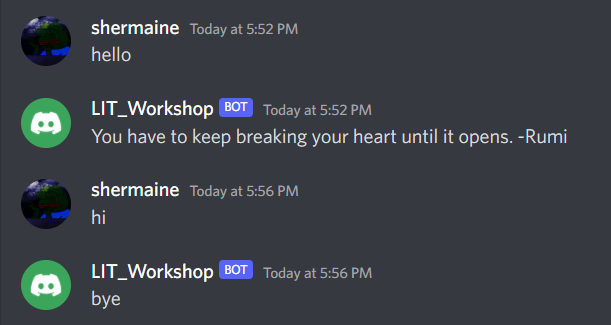 shermaine Today at 5:52 PM
hello
LIT_Workshop BOT Today at 5:52 PM
You have to keep breaking your heart until it opens. -Rumi
shermaine Today at 5:56 PM
hi
LIT_Workshop BOT Today at 5:56 PM
bye